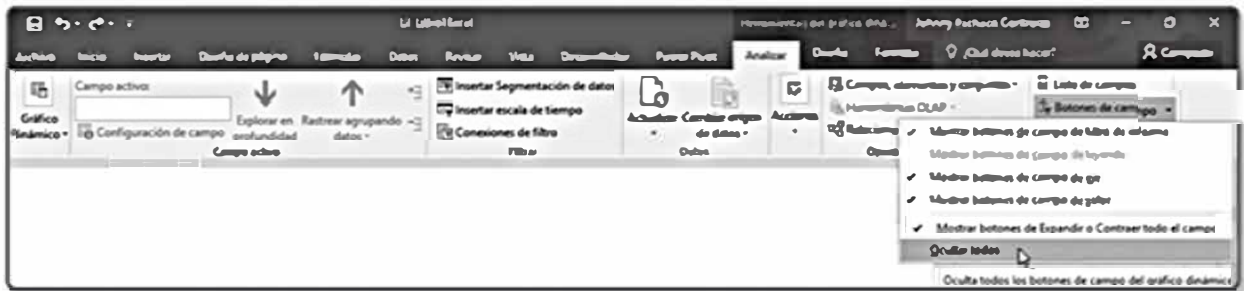 Johnny Pacheco Contreras
Archivo Inicio Insertar Diseño de página Fórmulas Datos Revisar Vista Power Pivot Analizar Diseño ¿Qué desea hacer?
Gráfico
dinámico
Campo activo:
Configuración de campo
Explorar en
profundidad
Rastrear agrupando
datos
Campo activo
Insertar Segmentación de datos
Insertar escala de tiempo
Conexiones de filtro
Filtrar
Actualizar
Cambiar origen
de datos
Datos
Acciones
Campos, elementos y conjuntos
Herramientas OLAP
Relaciones
Lista de campos
Botones de campo
Mostrar botones de campo de filtro de informe
Mostrar botones de campo de leyenda
Mostrar botones de campo de eje
Mostrar botones de campo de valor
Mostrar botones de Expandir o Contraer todo el campo
Ocultar todos
Oculta todos los botones de campo del gráfico dinámico